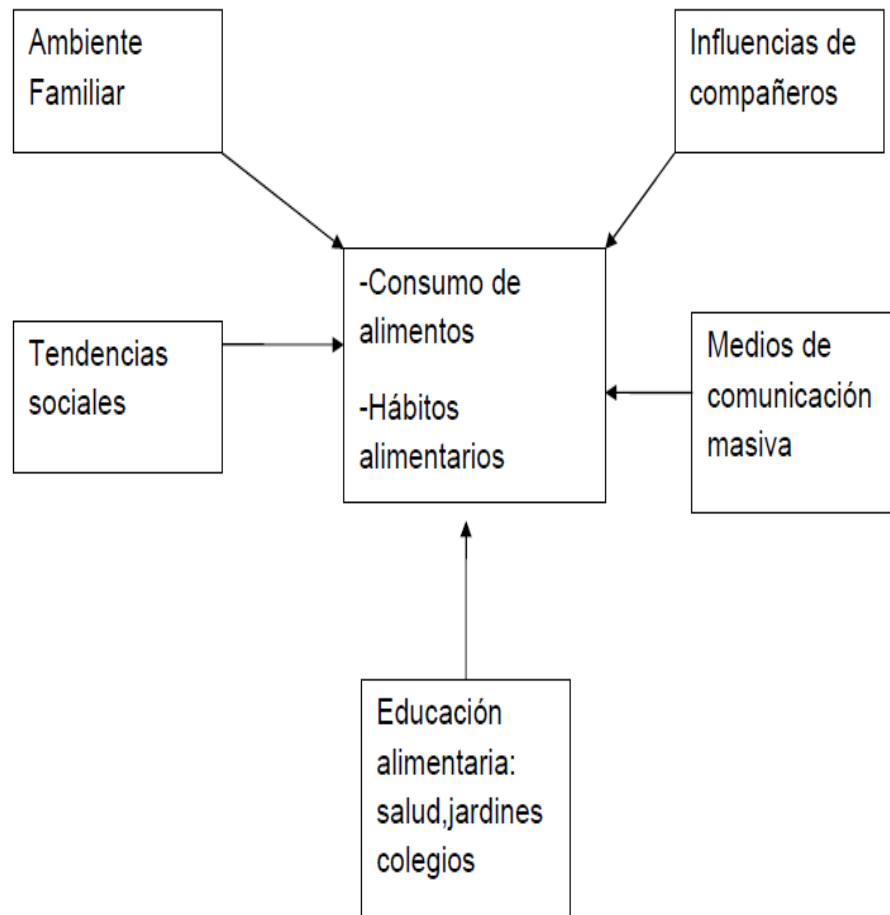 Ambiente
Familiar
Influencias de
compañeros
-Consumo de
alimentos
-Hábitos
alimentarios
Tendencias
sociales
Medios de
comunicación
masiva
Educación
alimentaria:
salud,jardines
colegios